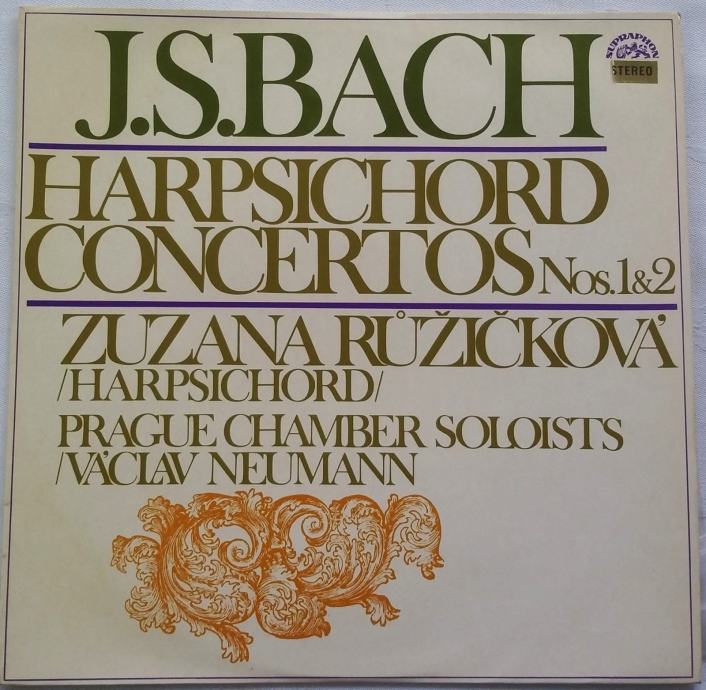 J.S.BACH
SUPRAPHON
STEREO
HARPSICHORD
CONCERTOS Nos.1&2
ZUZANA RŮŽIČKOVÁ
/HARPSICHORD/
PRAGUE CHAMBER SOLOISTS
/VÁCLAV NEUMANN